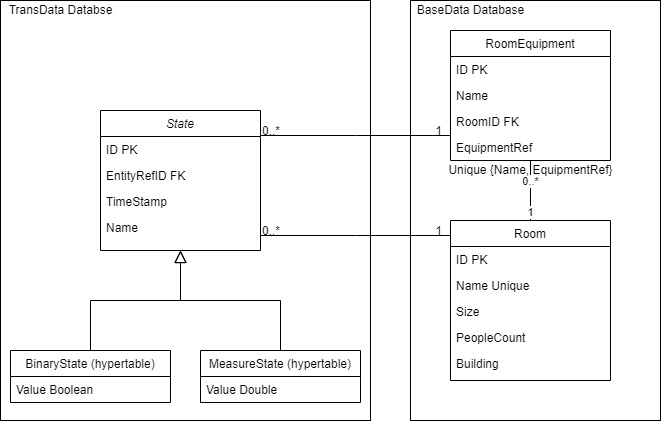 TransData Databse
BaseData Database
RoomEquipment
ID PK
Name
RoomID FK
EquipmentRef
Unique {Name, EquipmentRef}
State
ID PK
EntityRefID FK
TimeStamp
Name
0..*
1
0..*
1
0..*
1
Room
ID PK
Name Unique
Size
PeopleCount
Building
BinaryState (hypertable)
Value Boolean
MeasureState (hypertable)
Value Double